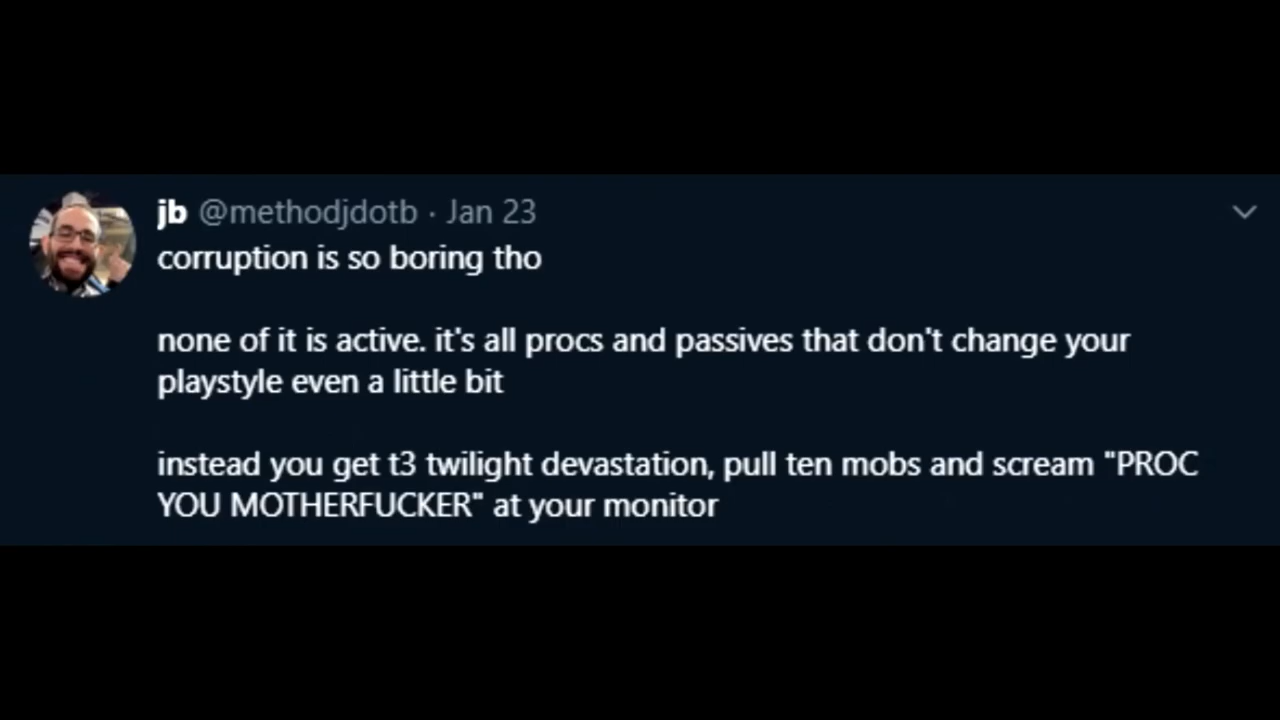 jb @methodjdotb · Jan 23
corruption is so boring tho
none of it is active. it's all procs and passives that don't change your
playstyle even a little bit
instead you get t3 twilight devastation, pull ten mobs and scream "PROC
YOU MOTHERFUCKER" at your monitor